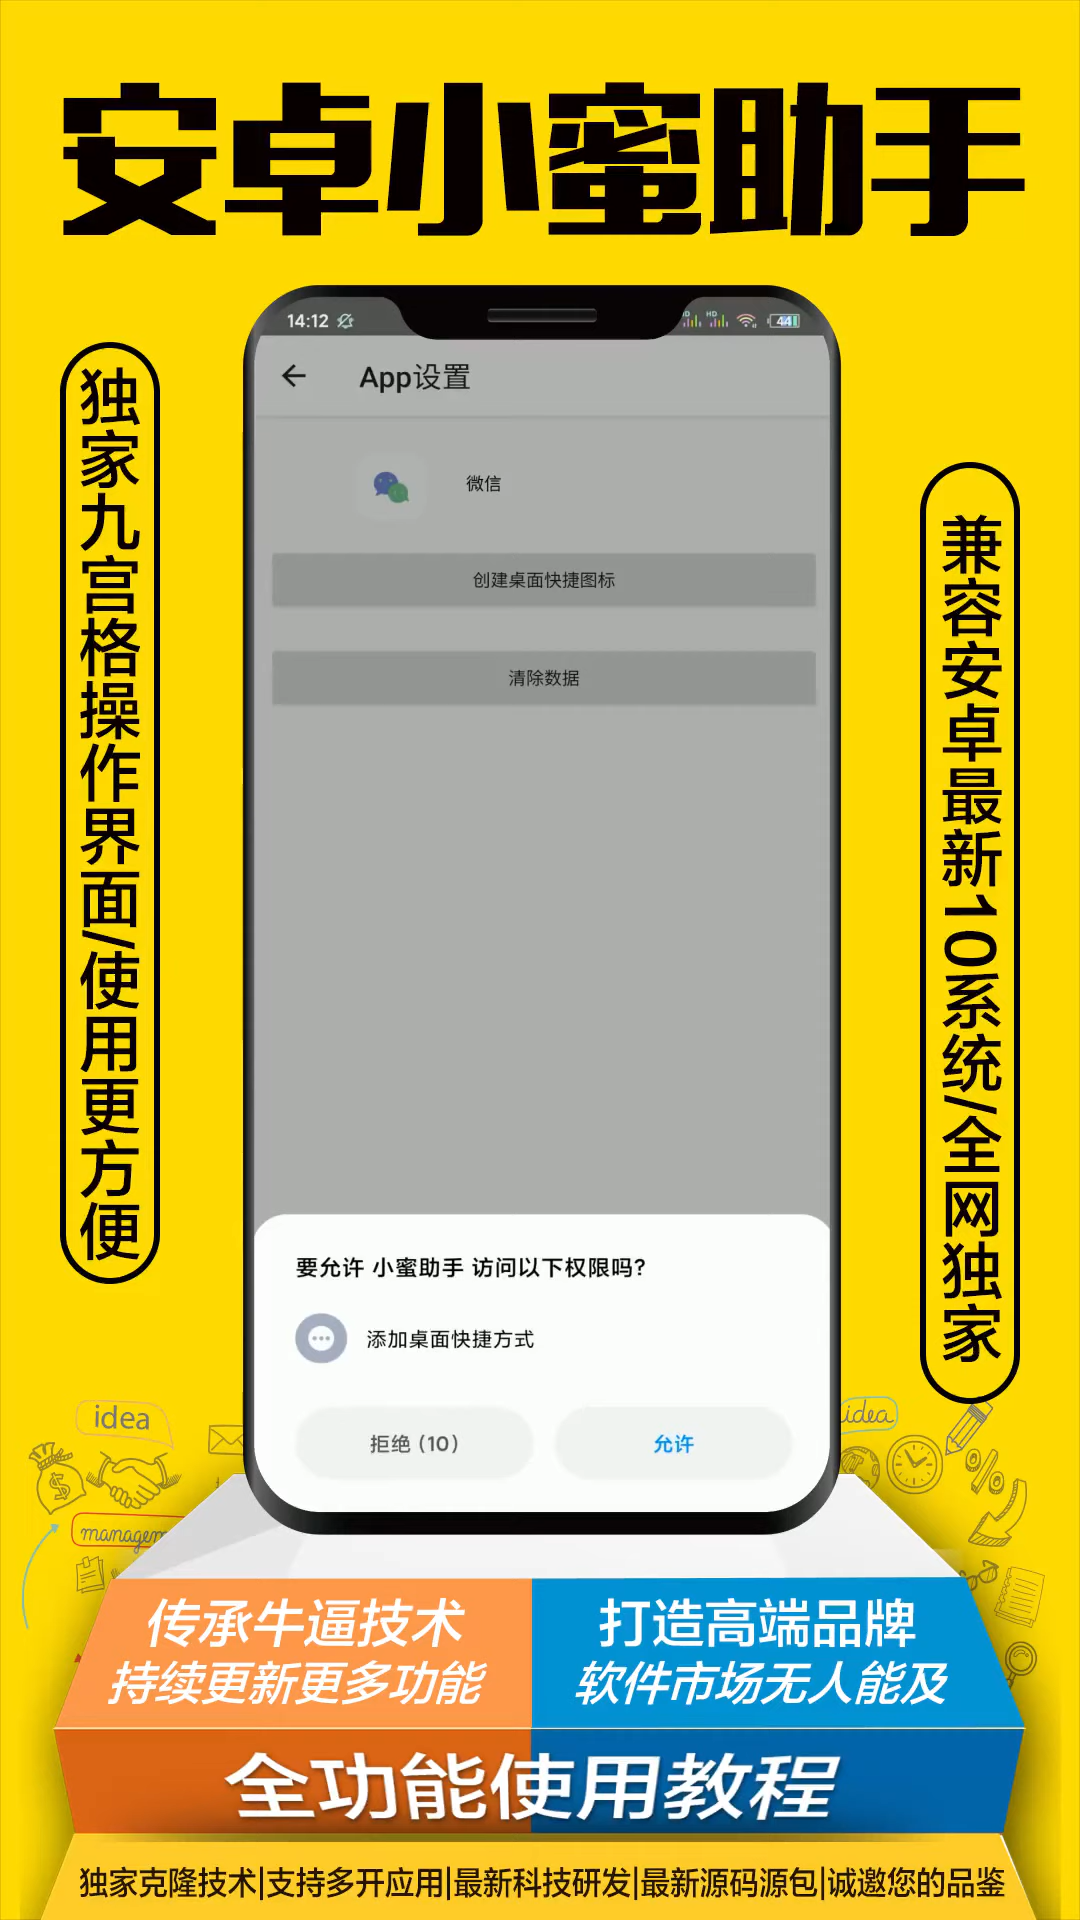 安卓小蜜助手
独家九宫格操作界面/使用更方便
兼容安卓最新10系统/全网独家
14:12
HD
HD
44
App设置
微信
创建桌面快捷图标
清除数据
要允许 小蜜助手 访问以下权限吗?
添加桌面快捷方式
拒绝 (10)
允许
idea
idea
$
managem
%
传承牛逼技术
持续更新更多功能
打造高端品牌
软件市场无人能及
全功能使用教程
独家克隆技术|支持多开应用|最新科技研发|最新源码源包|诚邀您的品鉴